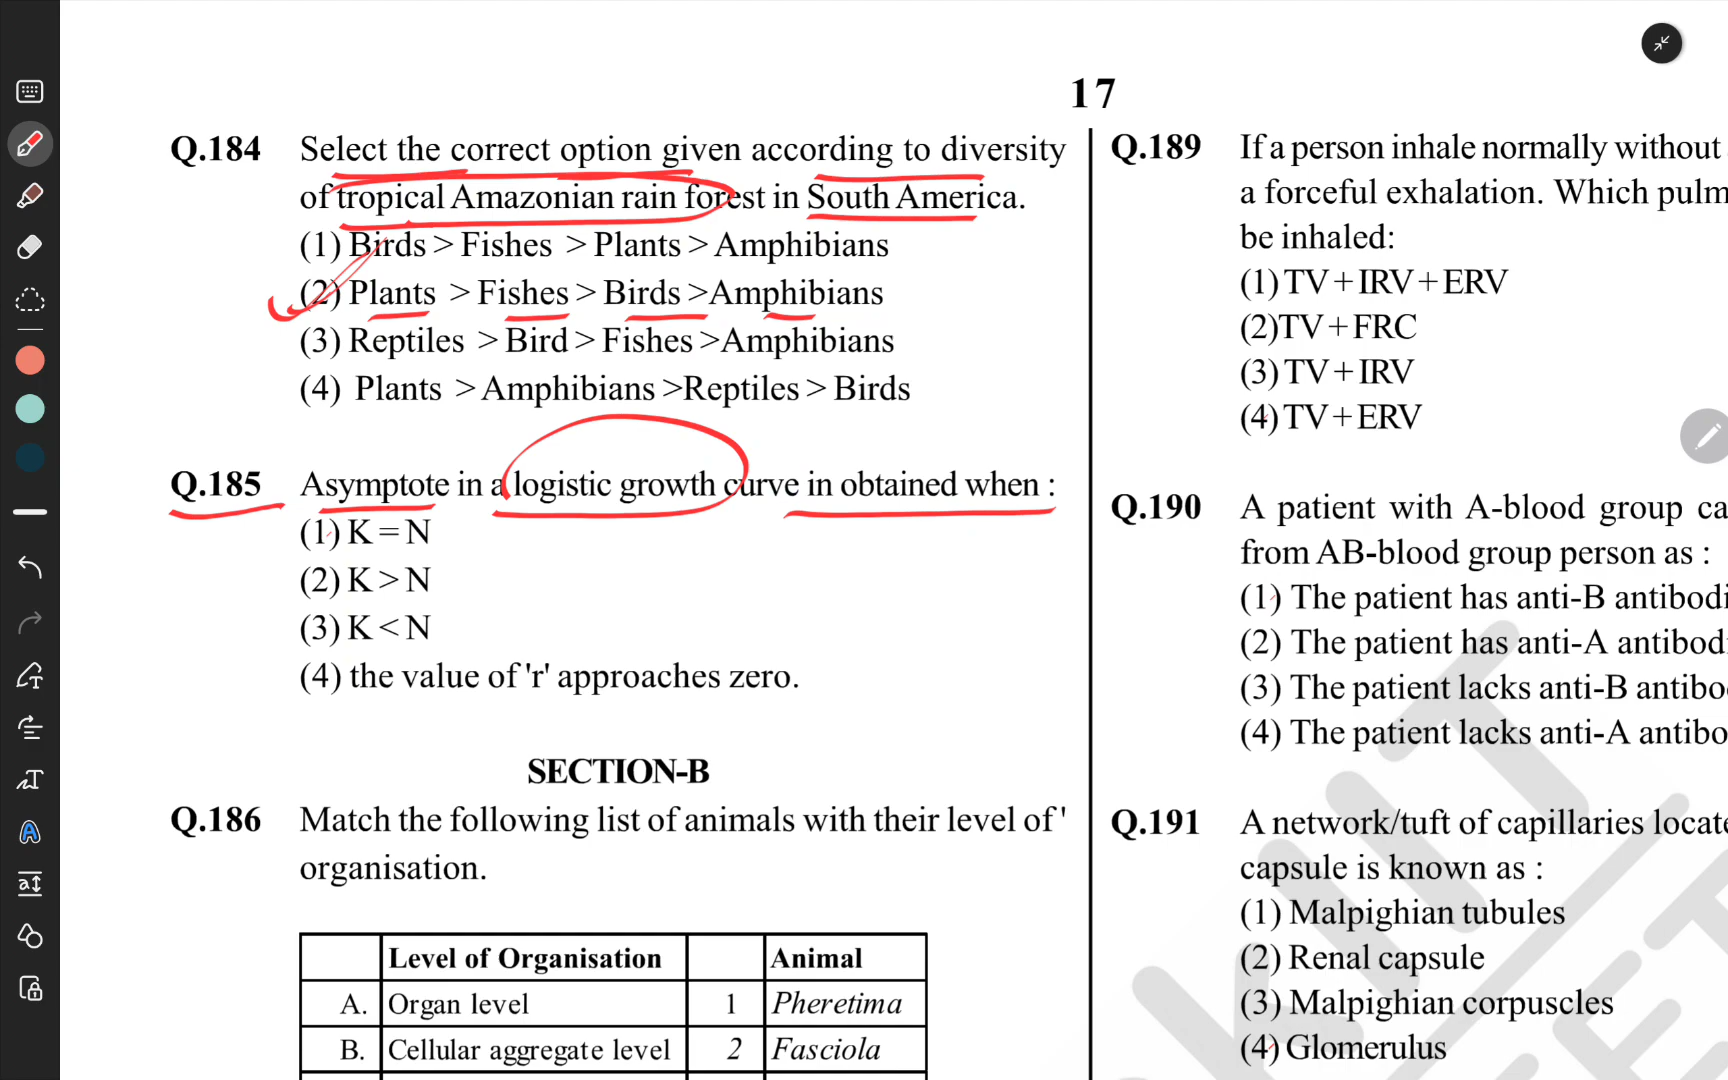 17
Q.184 Select the correct option given according to diversity
of tropical Amazonian rain forest in South America.
(1) Birds > Fishes > Plants > Amphibians
(2) Plants > Fishes > Birds > Amphibians
(3) Reptiles > Bird > Fishes > Amphibians
(4) Plants > Amphibians > Reptiles > Birds
Q.185 Asymptote in a logistic growth curve in obtained when :
(1) K = N
(2) K > N
(3) K < N
(4) the value of 'r' approaches zero.
SECTION-B
Q.186 Match the following list of animals with their level of '
organisation.
Level of Organisation Animal
A. Organ level 1 Pheretima
B. Cellular aggregate level 2 Fasciola
Q.189 If a person inhale normally without
a forceful exhalation. Which pulm
be inhaled:
(1) TV + IRV + ERV
(2) TV + FRC
(3) TV + IRV
(4) TV + ERV
Q.190 A patient with A-blood group ca
from AB-blood group person as :
(1) The patient has anti-B antibodi
(2) The patient has anti-A antibodi
(3) The patient lacks anti-B antibo
(4) The patient lacks anti-A antibo
Q.191 A network/tuft of capillaries locate
capsule is known as :
(1) Malpighian tubules
(2) Renal capsule
(3) Malpighian corpuscles
(4) Glomerulus